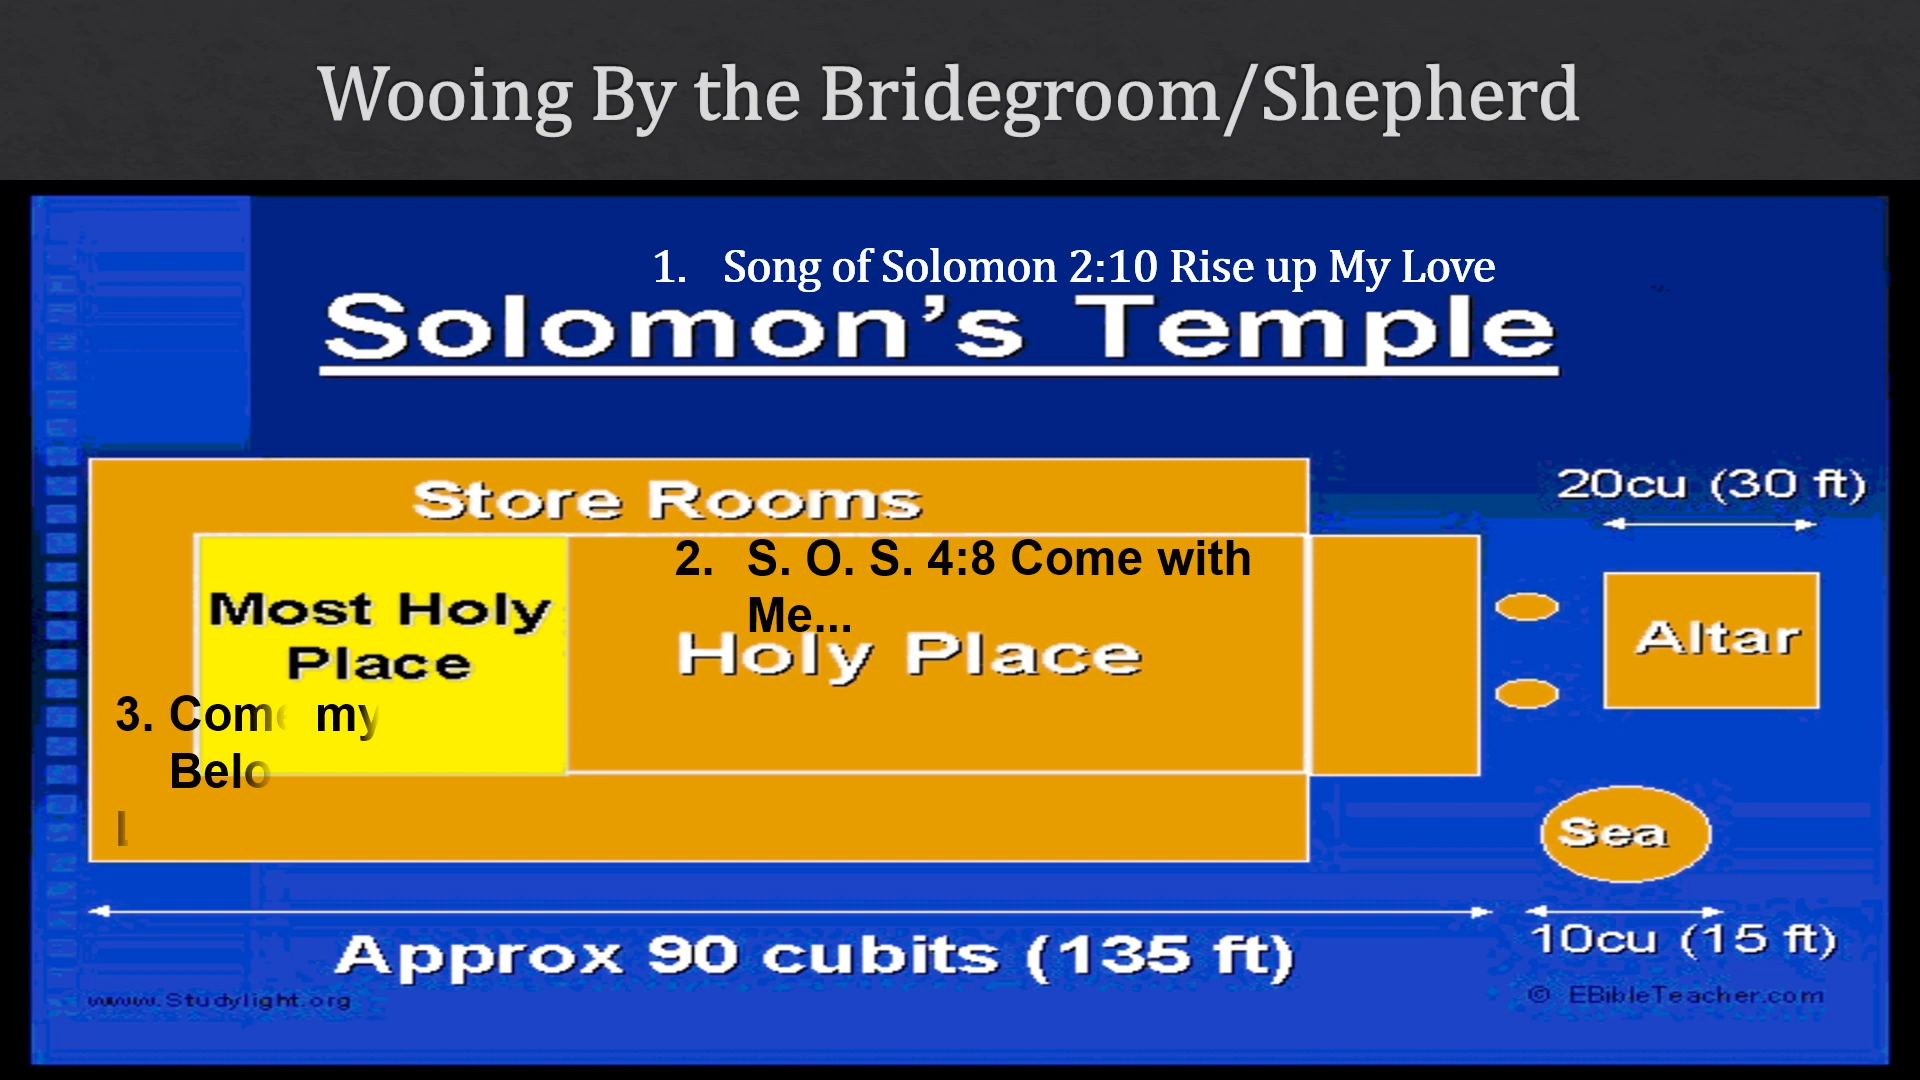 Wooing By the Bridegroom/Shepherd
1. Song of Solomon 2:10 Rise up My Love
Solomon's Temple
Store Rooms
20cu (30 ft)
2. S. O. S. 4:8 Come with
Me...
Most Holy
Place
Holy Place
Altar
3. Come my
Sea
Approx 90 cubits (135 ft)
10cu (15 ft)
www.Studylight.org
© EBibleTeacher.com